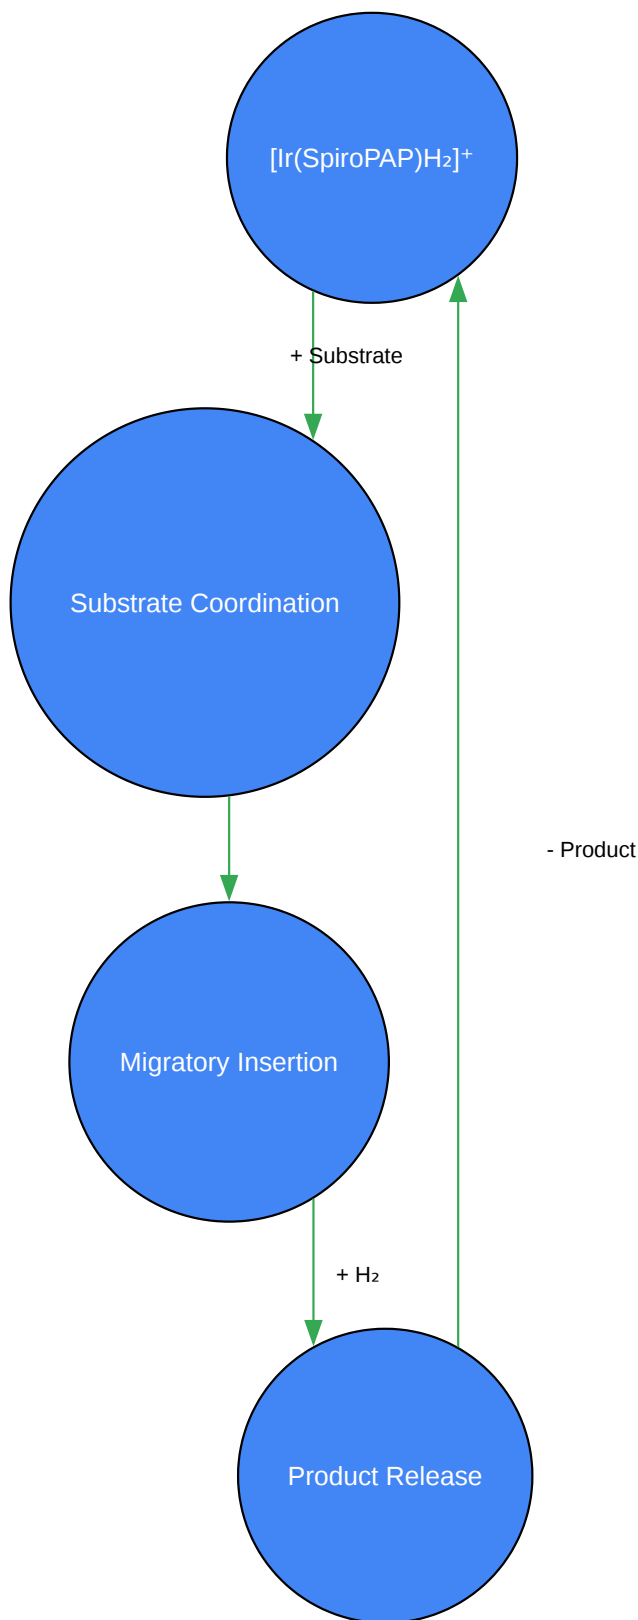 [Ir(SpiroPAP)H₂]⁺
+ Substrate
Substrate Coordination
- Product
Migratory Insertion
+ H₂
Product Release